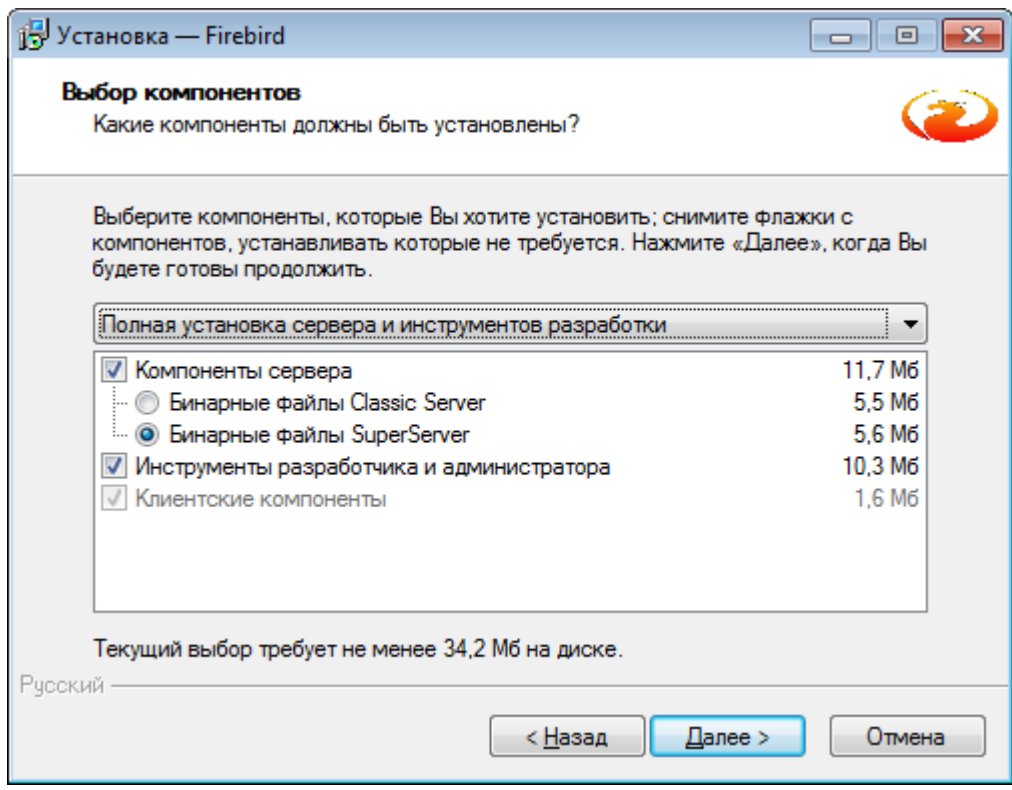 Установка — Firebird
Выбор компонентов
Какие компоненты должны быть установлены?
Выберите компоненты, которые Вы хотите установить; снимите флажки с
компонентов, устанавливать которые не требуется. Нажмите «Далее», когда Вы
будете готовы продолжить.
Полная установка сервера и инструментов разработки
Компоненты сервера 11,7 Мб
Бинарные файлы Classic Server 5,5 Мб
Бинарные файлы SuperServer 5,6 Мб
Инструменты разработчика и администратора 10,3 Мб
Клиентские компоненты 1,6 Мб
Текущий выбор требует не менее 34,2 Мб на диске.
Русский
< Назад Далее > Отмена